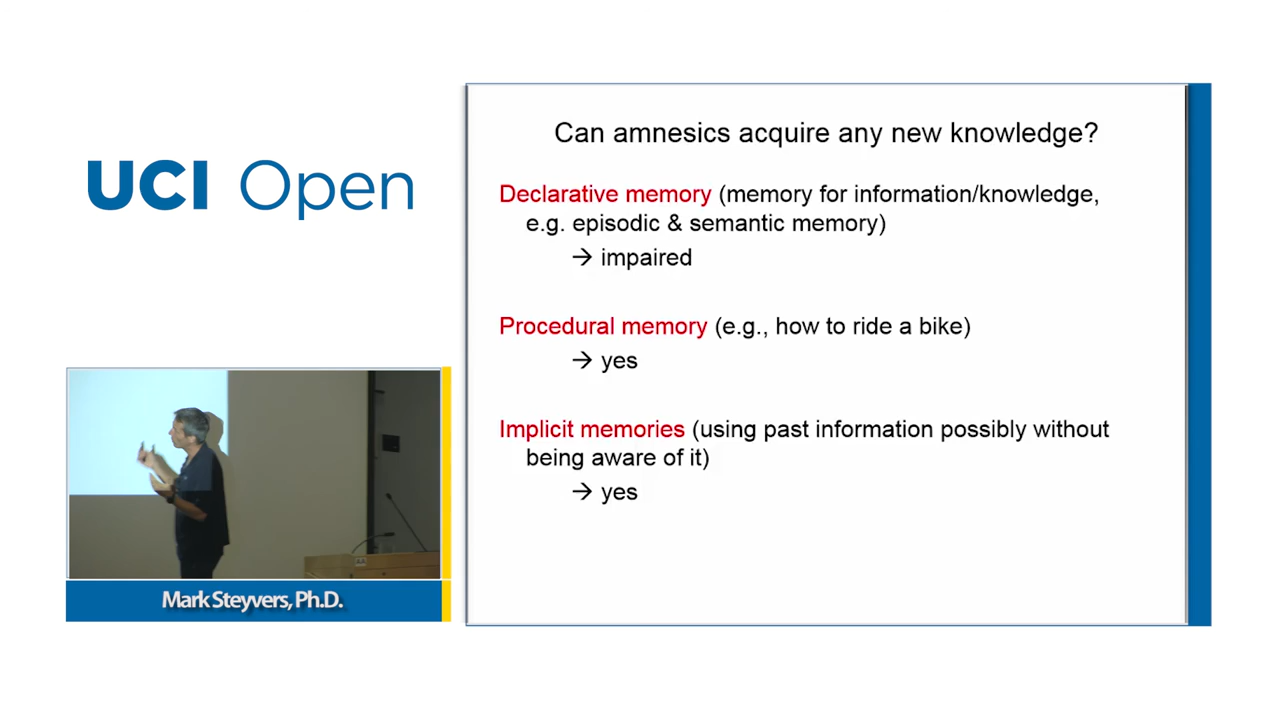 UCI Open
Can amnesics acquire any new knowledge?
Declarative memory (memory for information/knowledge,
e.g. episodic & semantic memory)
→ impaired
Procedural memory (e.g., how to ride a bike)
→ yes
Implicit memories (using past information possibly without
being aware of it)
→ yes
Mark Steyvers, Ph.D.